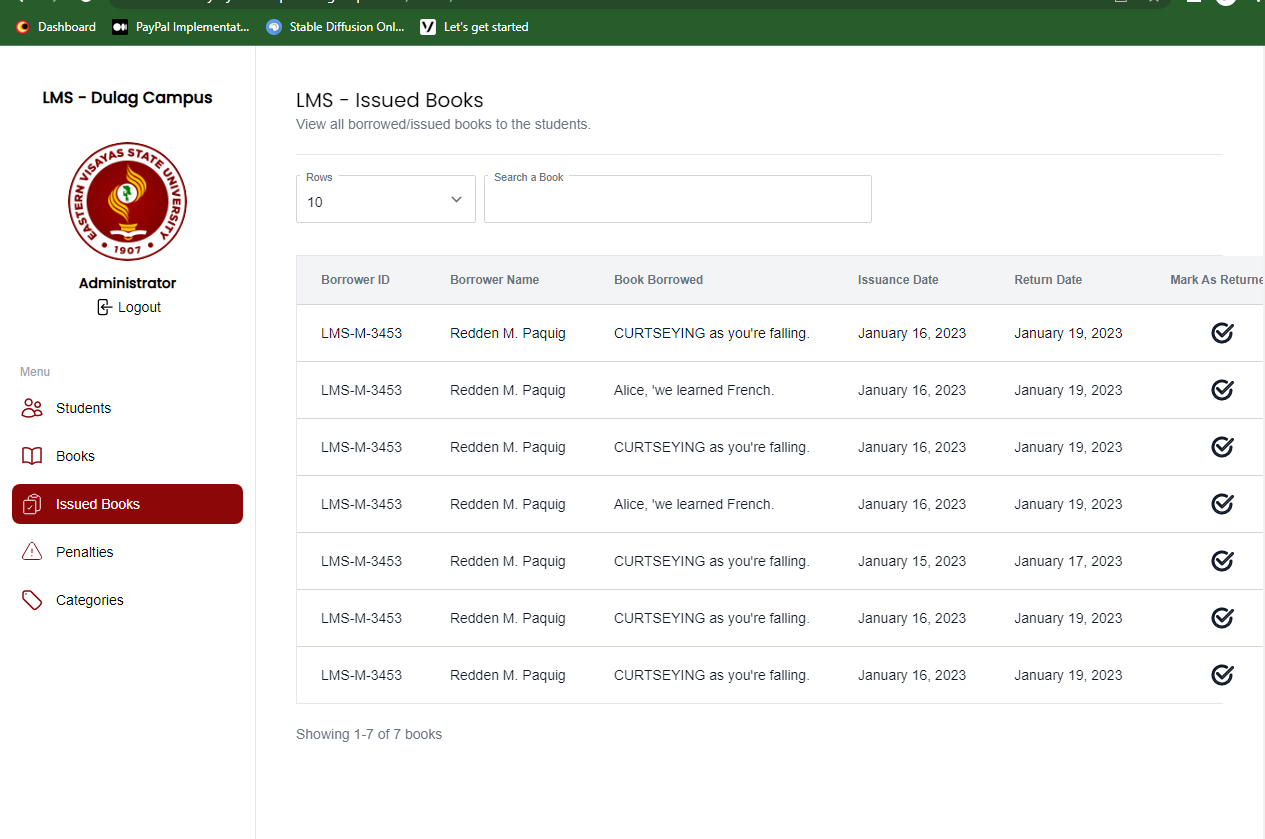 Dashboard
PayPal Implementat...
Stable Diffusion Onl...
Let's get started
LMS - Dulag Campus
EASTERN VISAYAS STATE UNIVERSITY
1907
Administrator
Logout
Menu
Students
Books
Issued Books
Penalties
Categories
LMS - Issued Books
View all borrowed/issued books to the students.
Rows
10
Search a Book
Borrower ID Borrower Name Book Borrowed Issuance Date Return Date Mark As Returne
LMS-M-3453 Redden M. Paquig CURTSEYING as you're falling. January 16, 2023 January 19, 2023
LMS-M-3453 Redden M. Paquig Alice, 'we learned French. January 16, 2023 January 19, 2023
LMS-M-3453 Redden M. Paquig CURTSEYING as you're falling. January 16, 2023 January 19, 2023
LMS-M-3453 Redden M. Paquig Alice, 'we learned French. January 16, 2023 January 19, 2023
LMS-M-3453 Redden M. Paquig CURTSEYING as you're falling. January 15, 2023 January 17, 2023
LMS-M-3453 Redden M. Paquig CURTSEYING as you're falling. January 16, 2023 January 19, 2023
LMS-M-3453 Redden M. Paquig CURTSEYING as you're falling. January 16, 2023 January 19, 2023
Showing 1-7 of 7 books